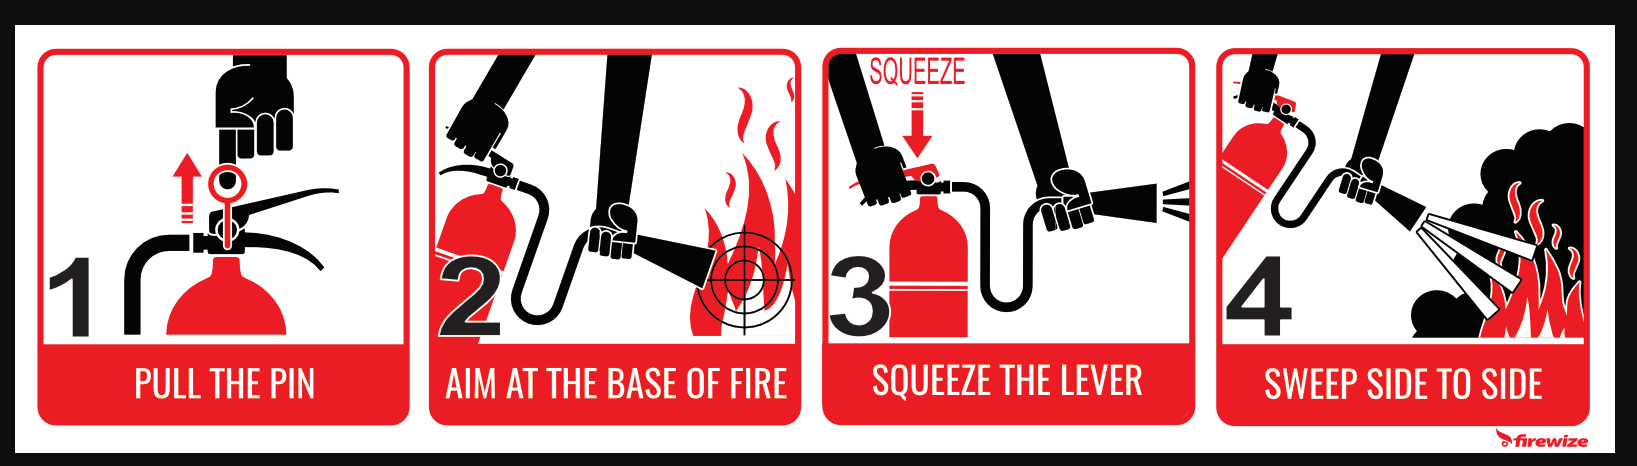 1
PULL THE PIN
2
AIM AT THE BASE OF FIRE
SQUEEZE
3
SQUEEZE THE LEVER
4
SWEEP SIDE TO SIDE
firewize